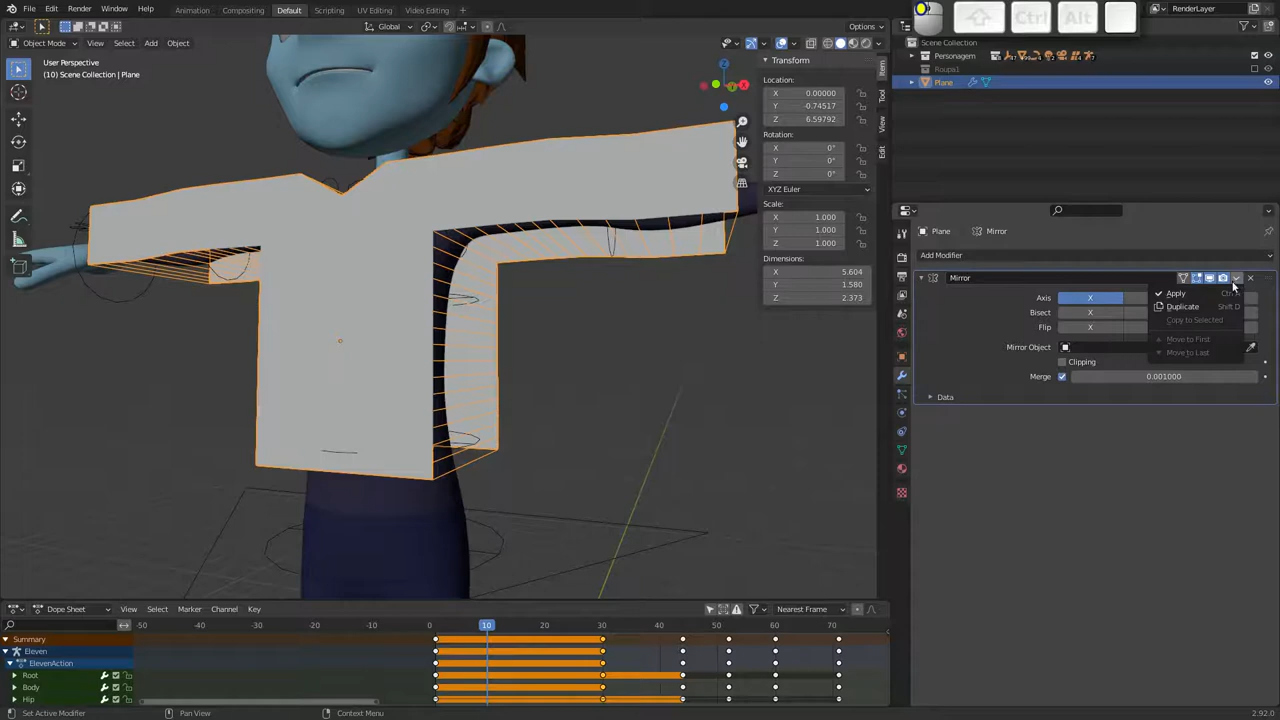 File Edit Render Window Help
Animation Compositing Default Scripting UV Editing Video Editing
Ctrl Alt
RenderLayer
Global
Options
Object Mode View Select Add Object
User Perspective
(10) Scene Collection | Plane
Transform
Location:
X 0.00000
Y -0.74517
Z 6.59792
Rotation:
X 0°
Y 0°
Z 0°
XYZ Euler
Scale:
X 1.000
Y 1.000
Z 1.000
Dimensions:
X 5.604
Y 1.580
Z 2.373
Item
Tool
View
Edit
Scene Collection
Personagem
Roupa1
Plane
Plane Mirror
Add Modifier
Mirror
Axis X
Bisect X
Flip X
Mirror Object
Clipping
Merge 0.001000
Data
Apply
Duplicate Shift D
Copy to Selected
Move to First
Move to Last
Dope Sheet View Select Marker Channel Key
Nearest Frame
-50 -40 -30 -20 -10 0 10 20 30 40 50 60 70
Summary
Eleven
ElevenAction
Root
Body
Hip
Set Active Modifier Pan View Context Menu 2.92.0